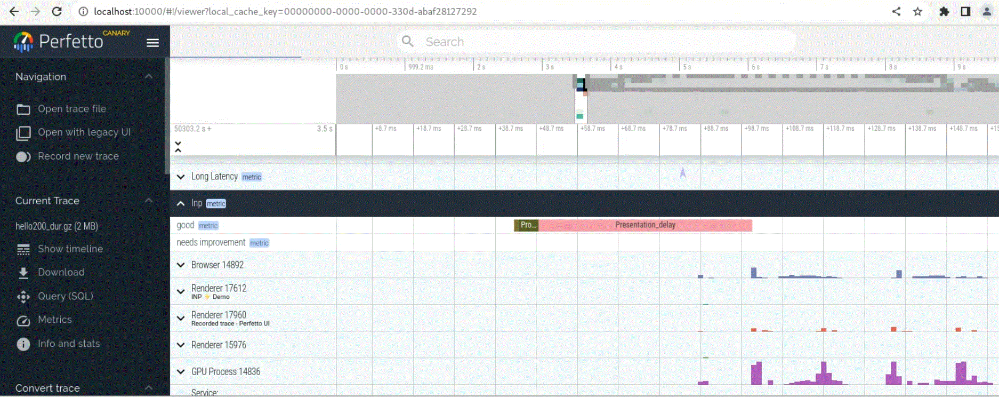 localhost:10000/#!/viewer?local_cache_key=00000000-0000-0000-330d-abaf28127292
Perfetto CANARY
Search
Navigation
Open trace file
Open with legacy UI
Record new trace
Current Trace
hello200_dur.gz (2 MB)
Show timeline
Download
Query (SQL)
Metrics
Info and stats
Convert trace
0 s 999.2 ms 2 s 3 s 4 s 5 s 6 s 7 s 8 s 9 s
50303.2 s + 3.5 s +8.7 ms +18.7 ms +28.7 ms +38.7 ms +48.7 ms +58.7 ms +68.7 ms +78.7 ms +88.7 ms +98.7 ms +108.7 ms +118.7 ms +128.7 ms +138.7 ms +148.7 ms +15
Long Latency metric
Inp metric
good metric Pro... Presentation_delay
needs improvement metric
Browser 14892
Renderer 17612
INP ⚡ Demo
Renderer 17960
Recorded trace - Perfetto UI
Renderer 15976
GPU Process 14836
Service: